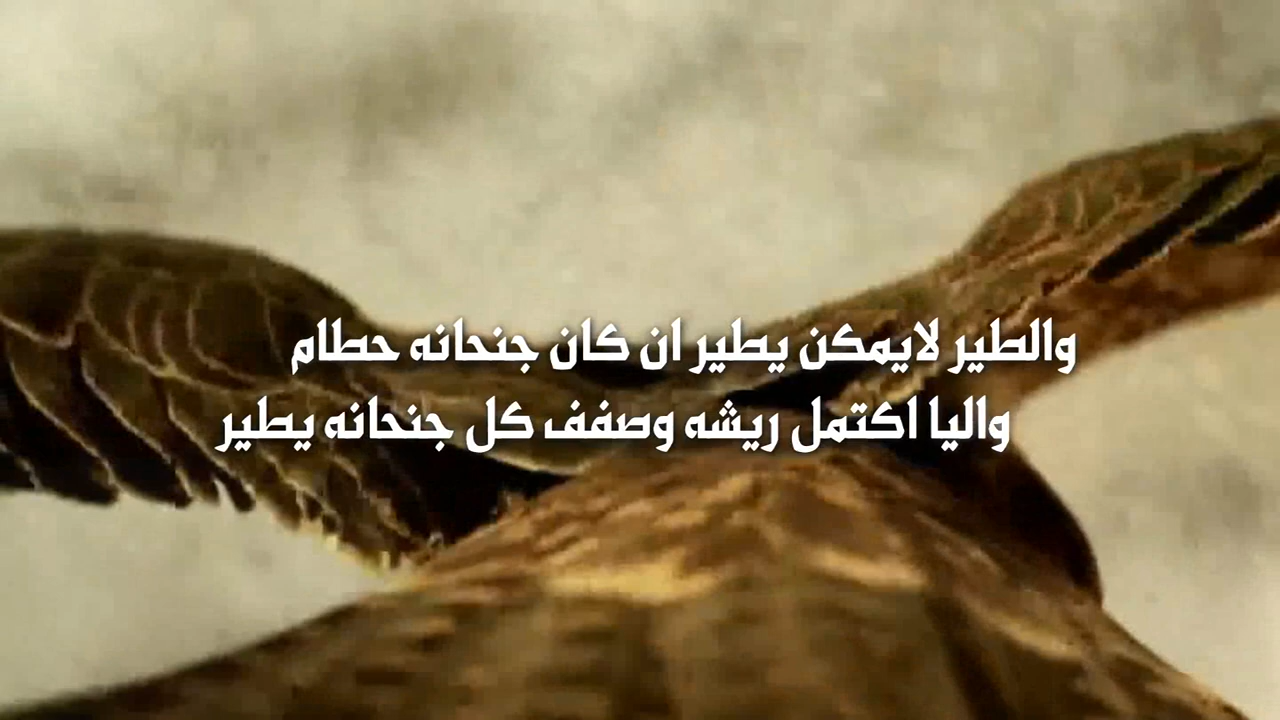 والطير لايمكن يطير ان كان جنحانه حطام
واليا اكتمل ريشه وصفف كل جنحانه يطير